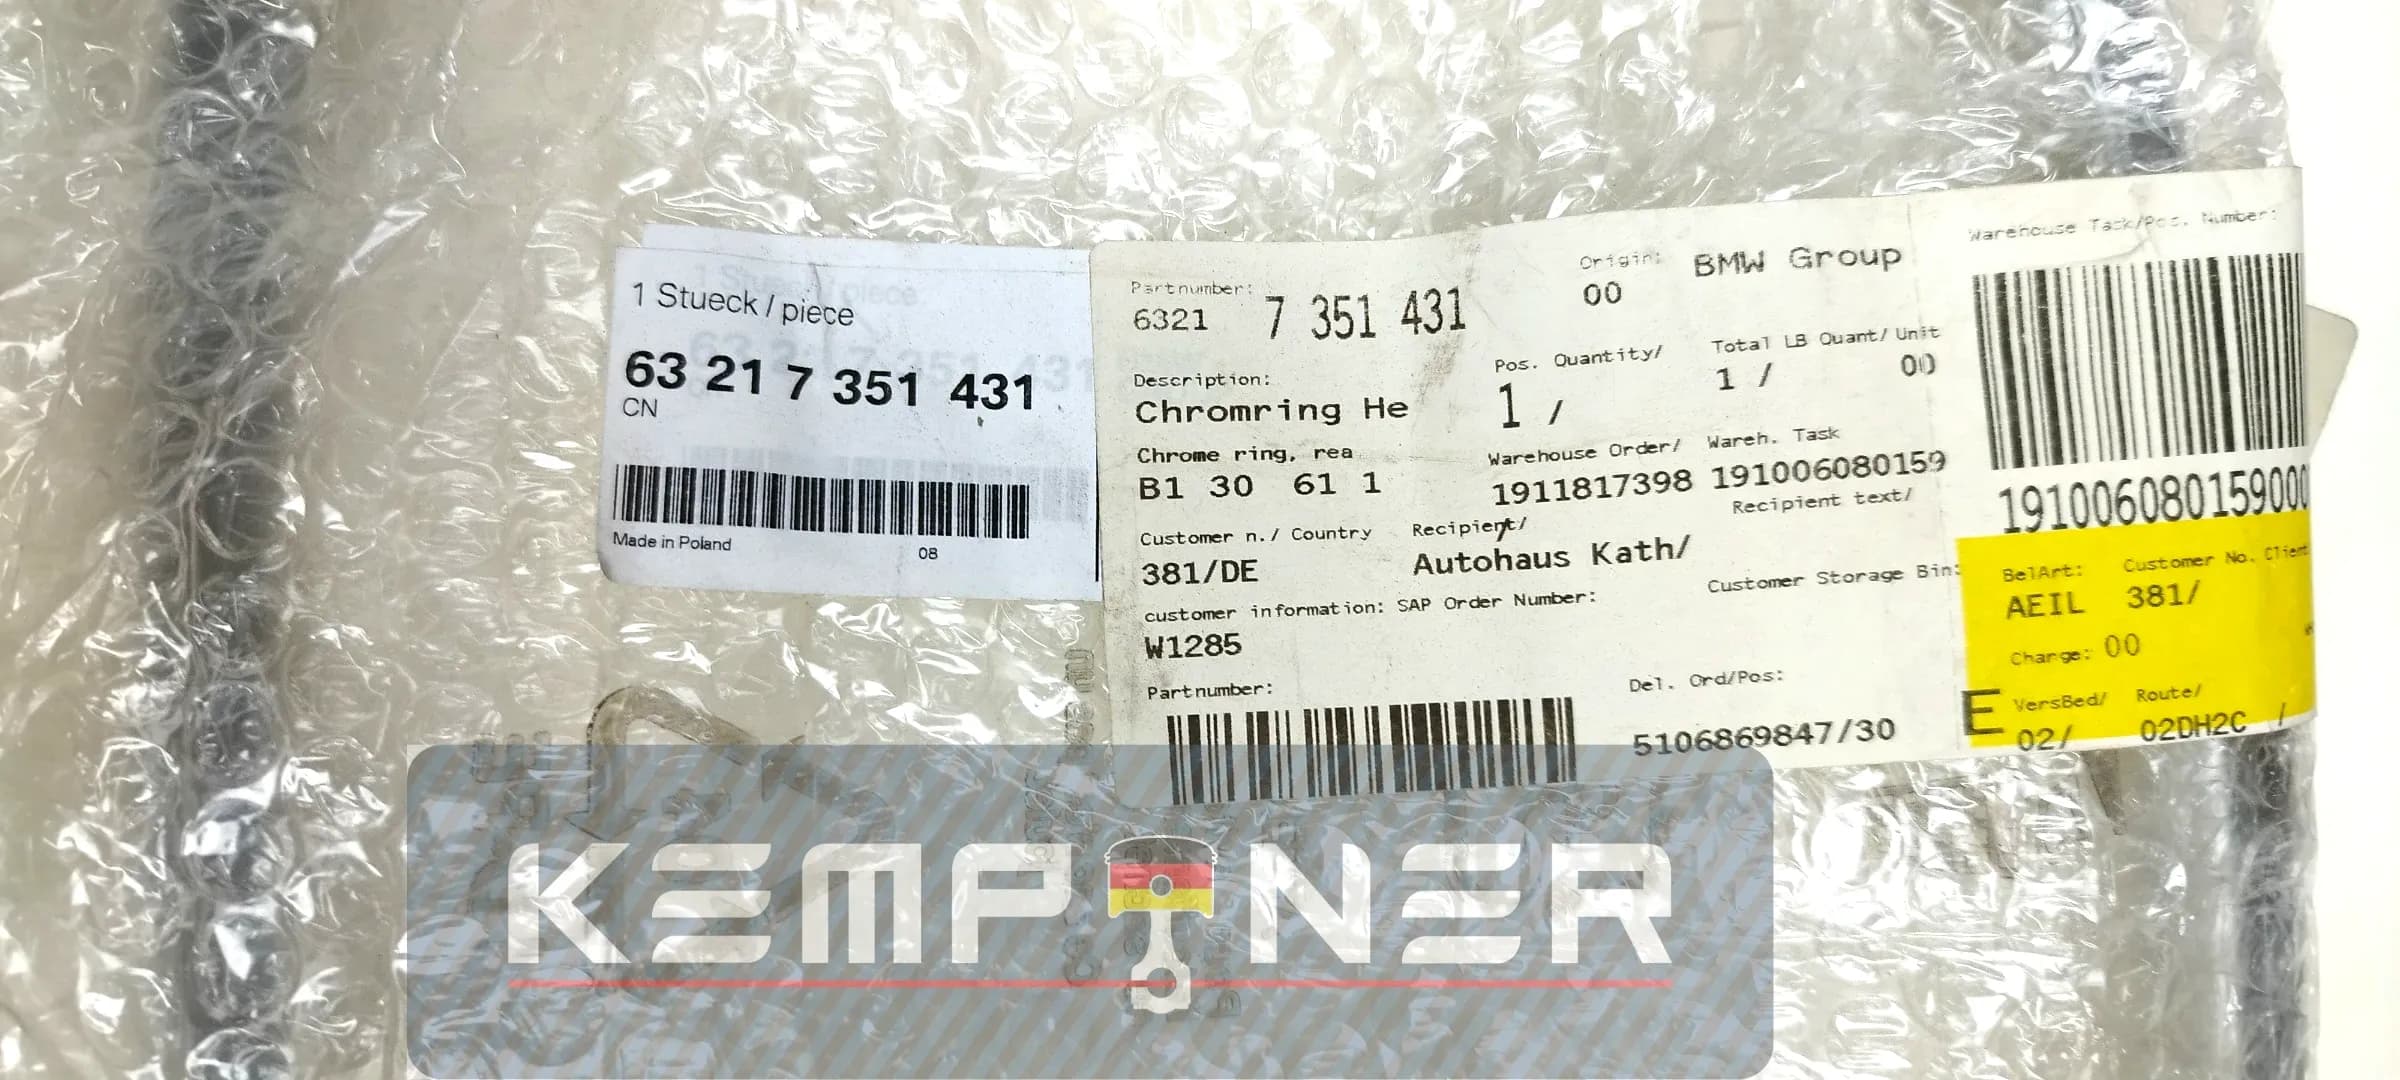 1 Stueck / piece
63 21 7 351 431
CN
Made in Poland
08
Partnumber:
6321 7 351 431
Origin:
00
BMW Group
Description:
Chromring He
Chrome ring, rea
B1 30 61 1
Pos. Quantity/
1 /
Total LB Quant/ Unit
1 / 00
Warehouse Order/ Wareh. Task
1911817398 191006080159
Customer n./ Country
381/DE
Recipient/
Autohaus Kath/
Recipient text/
customer information: SAP Order Number:
W1285
Customer Storage Bin:
Partnumber:
Del. Ord/Pos:
5106869847/30
Warehouse Task/Pos. Number:
191006080159000
BelArt: Customer No. Client
AEIL 381/
Charge: 00
E
VersBed/ Route/
02/ 02DH2C /
KEMPTNER